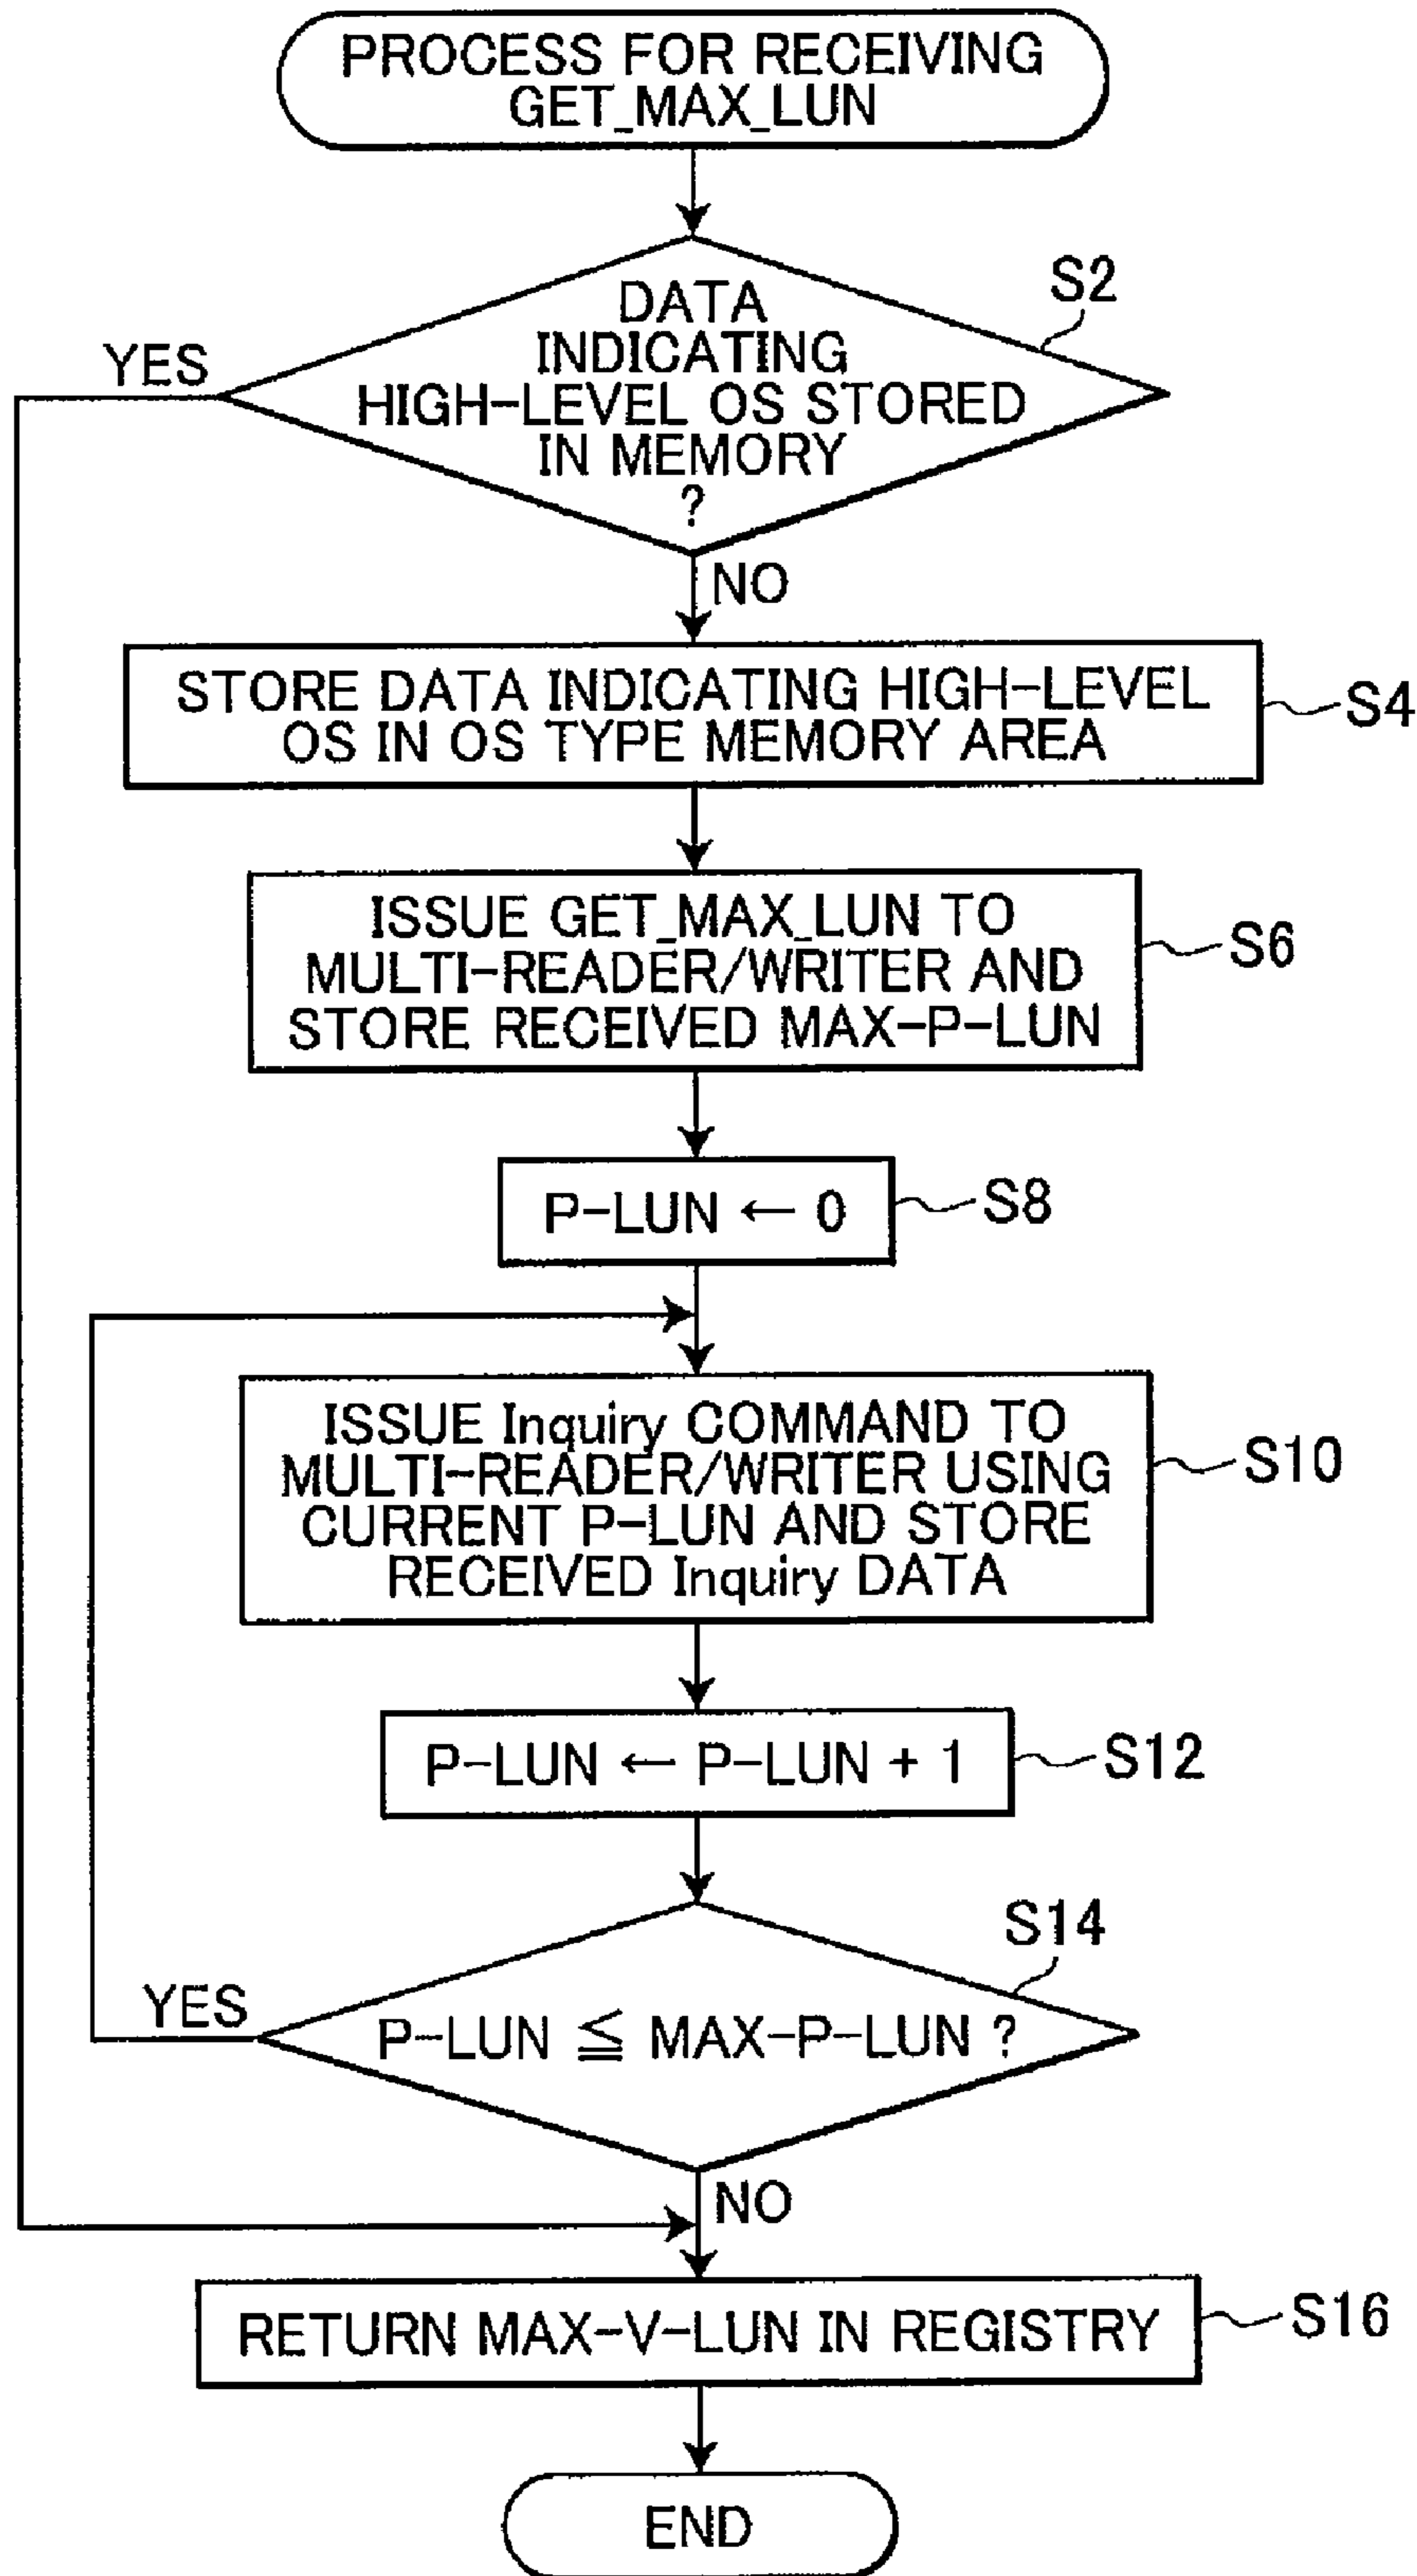 PROCESS FOR RECEIVING
GET_MAX_LUN
S2
DATA
INDICATING
HIGH-LEVEL OS STORED
IN MEMORY
?
YES
NO
STORE DATA INDICATING HIGH-LEVEL
OS IN OS TYPE MEMORY AREA
S4
ISSUE GET_MAX_LUN TO
MULTI-READER/WRITER AND
STORE RECEIVED MAX-P-LUN
S6
P-LUN ← 0
S8
ISSUE Inquiry COMMAND TO
MULTI-READER/WRITER USING
CURRENT P-LUN AND STORE
RECEIVED Inquiry DATA
S10
P-LUN ← P-LUN + 1
S12
S14
YES
P-LUN ≦ MAX-P-LUN ?
NO
RETURN MAX-V-LUN IN REGISTRY
S16
END